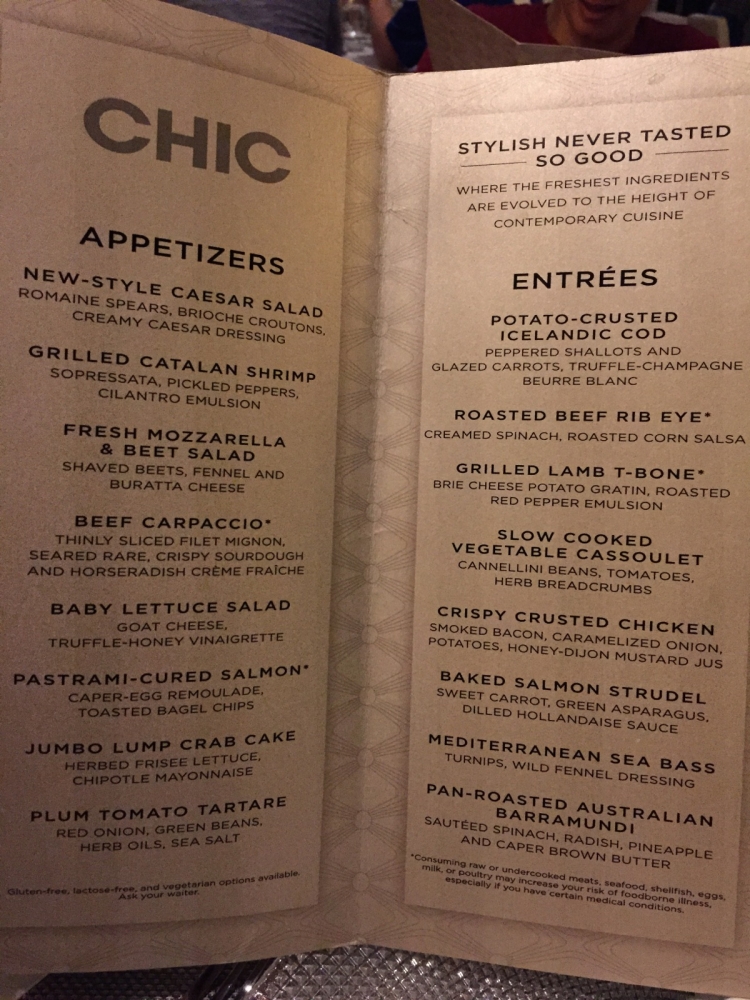 CHIC
APPETIZERS
NEW-STYLE CAESAR SALAD
ROMAINE SPEARS, BRIOCHE CROUTONS,
CREAMY CAESAR DRESSING
GRILLED CATALAN SHRIMP
SOPRESSATA, PICKLED PEPPERS,
CILANTRO EMULSION
FRESH MOZZARELLA
& BEET SALAD
SHAVED BEETS, FENNEL AND
BURATTA CHEESE
BEEF CARPACCIO*
THINLY SLICED FILET MIGNON,
SEARED RARE, CRISPY SOURDOUGH
AND HORSERADISH CRÈME FRAÎCHE
BABY LETTUCE SALAD
GOAT CHEESE,
TRUFFLE-HONEY VINAIGRETTE
PASTRAMI-CURED SALMON*
CAPER-EGG REMOULADE,
TOASTED BAGEL CHIPS
JUMBO LUMP CRAB CAKE
HERBED FRISEE LETTUCE,
CHIPOTLE MAYONNAISE
PLUM TOMATO TARTARE
RED ONION, GREEN BEANS,
HERB OILS, SEA SALT
Gluten-free, lactose-free, and vegetarian options available.
Ask your waiter.
STYLISH NEVER TASTED
SO GOOD
WHERE THE FRESHEST INGREDIENTS
ARE EVOLVED TO THE HEIGHT OF
CONTEMPORARY CUISINE
ENTRÉES
POTATO-CRUSTED
ICELANDIC COD
PEPPERED SHALLOTS AND
GLAZED CARROTS, TRUFFLE-CHAMPAGNE
BEURRE BLANC
ROASTED BEEF RIB EYE*
CREAMED SPINACH, ROASTED CORN SALSA
GRILLED LAMB T-BONE*
BRIE CHEESE POTATO GRATIN, ROASTED
RED PEPPER EMULSION
SLOW COOKED
VEGETABLE CASSOULET
CANNELLINI BEANS, TOMATOES,
HERB BREADCRUMBS
CRISPY CRUSTED CHICKEN
SMOKED BACON, CARAMELIZED ONION,
POTATOES, HONEY-DIJON MUSTARD JUS
BAKED SALMON STRUDEL
SWEET CARROT, GREEN ASPARAGUS,
DILLED HOLLANDAISE SAUCE
MEDITERRANEAN SEA BASS
TURNIPS, WILD FENNEL DRESSING
PAN-ROASTED AUSTRALIAN
BARRAMUNDI
SAUTÉED SPINACH, RADISH, PINEAPPLE
AND CAPER BROWN BUTTER
*Consuming raw or undercooked meats, seafood, shellfish, eggs,
milk, or poultry may increase your risk of foodborne illness,
especially if you have certain medical conditions.